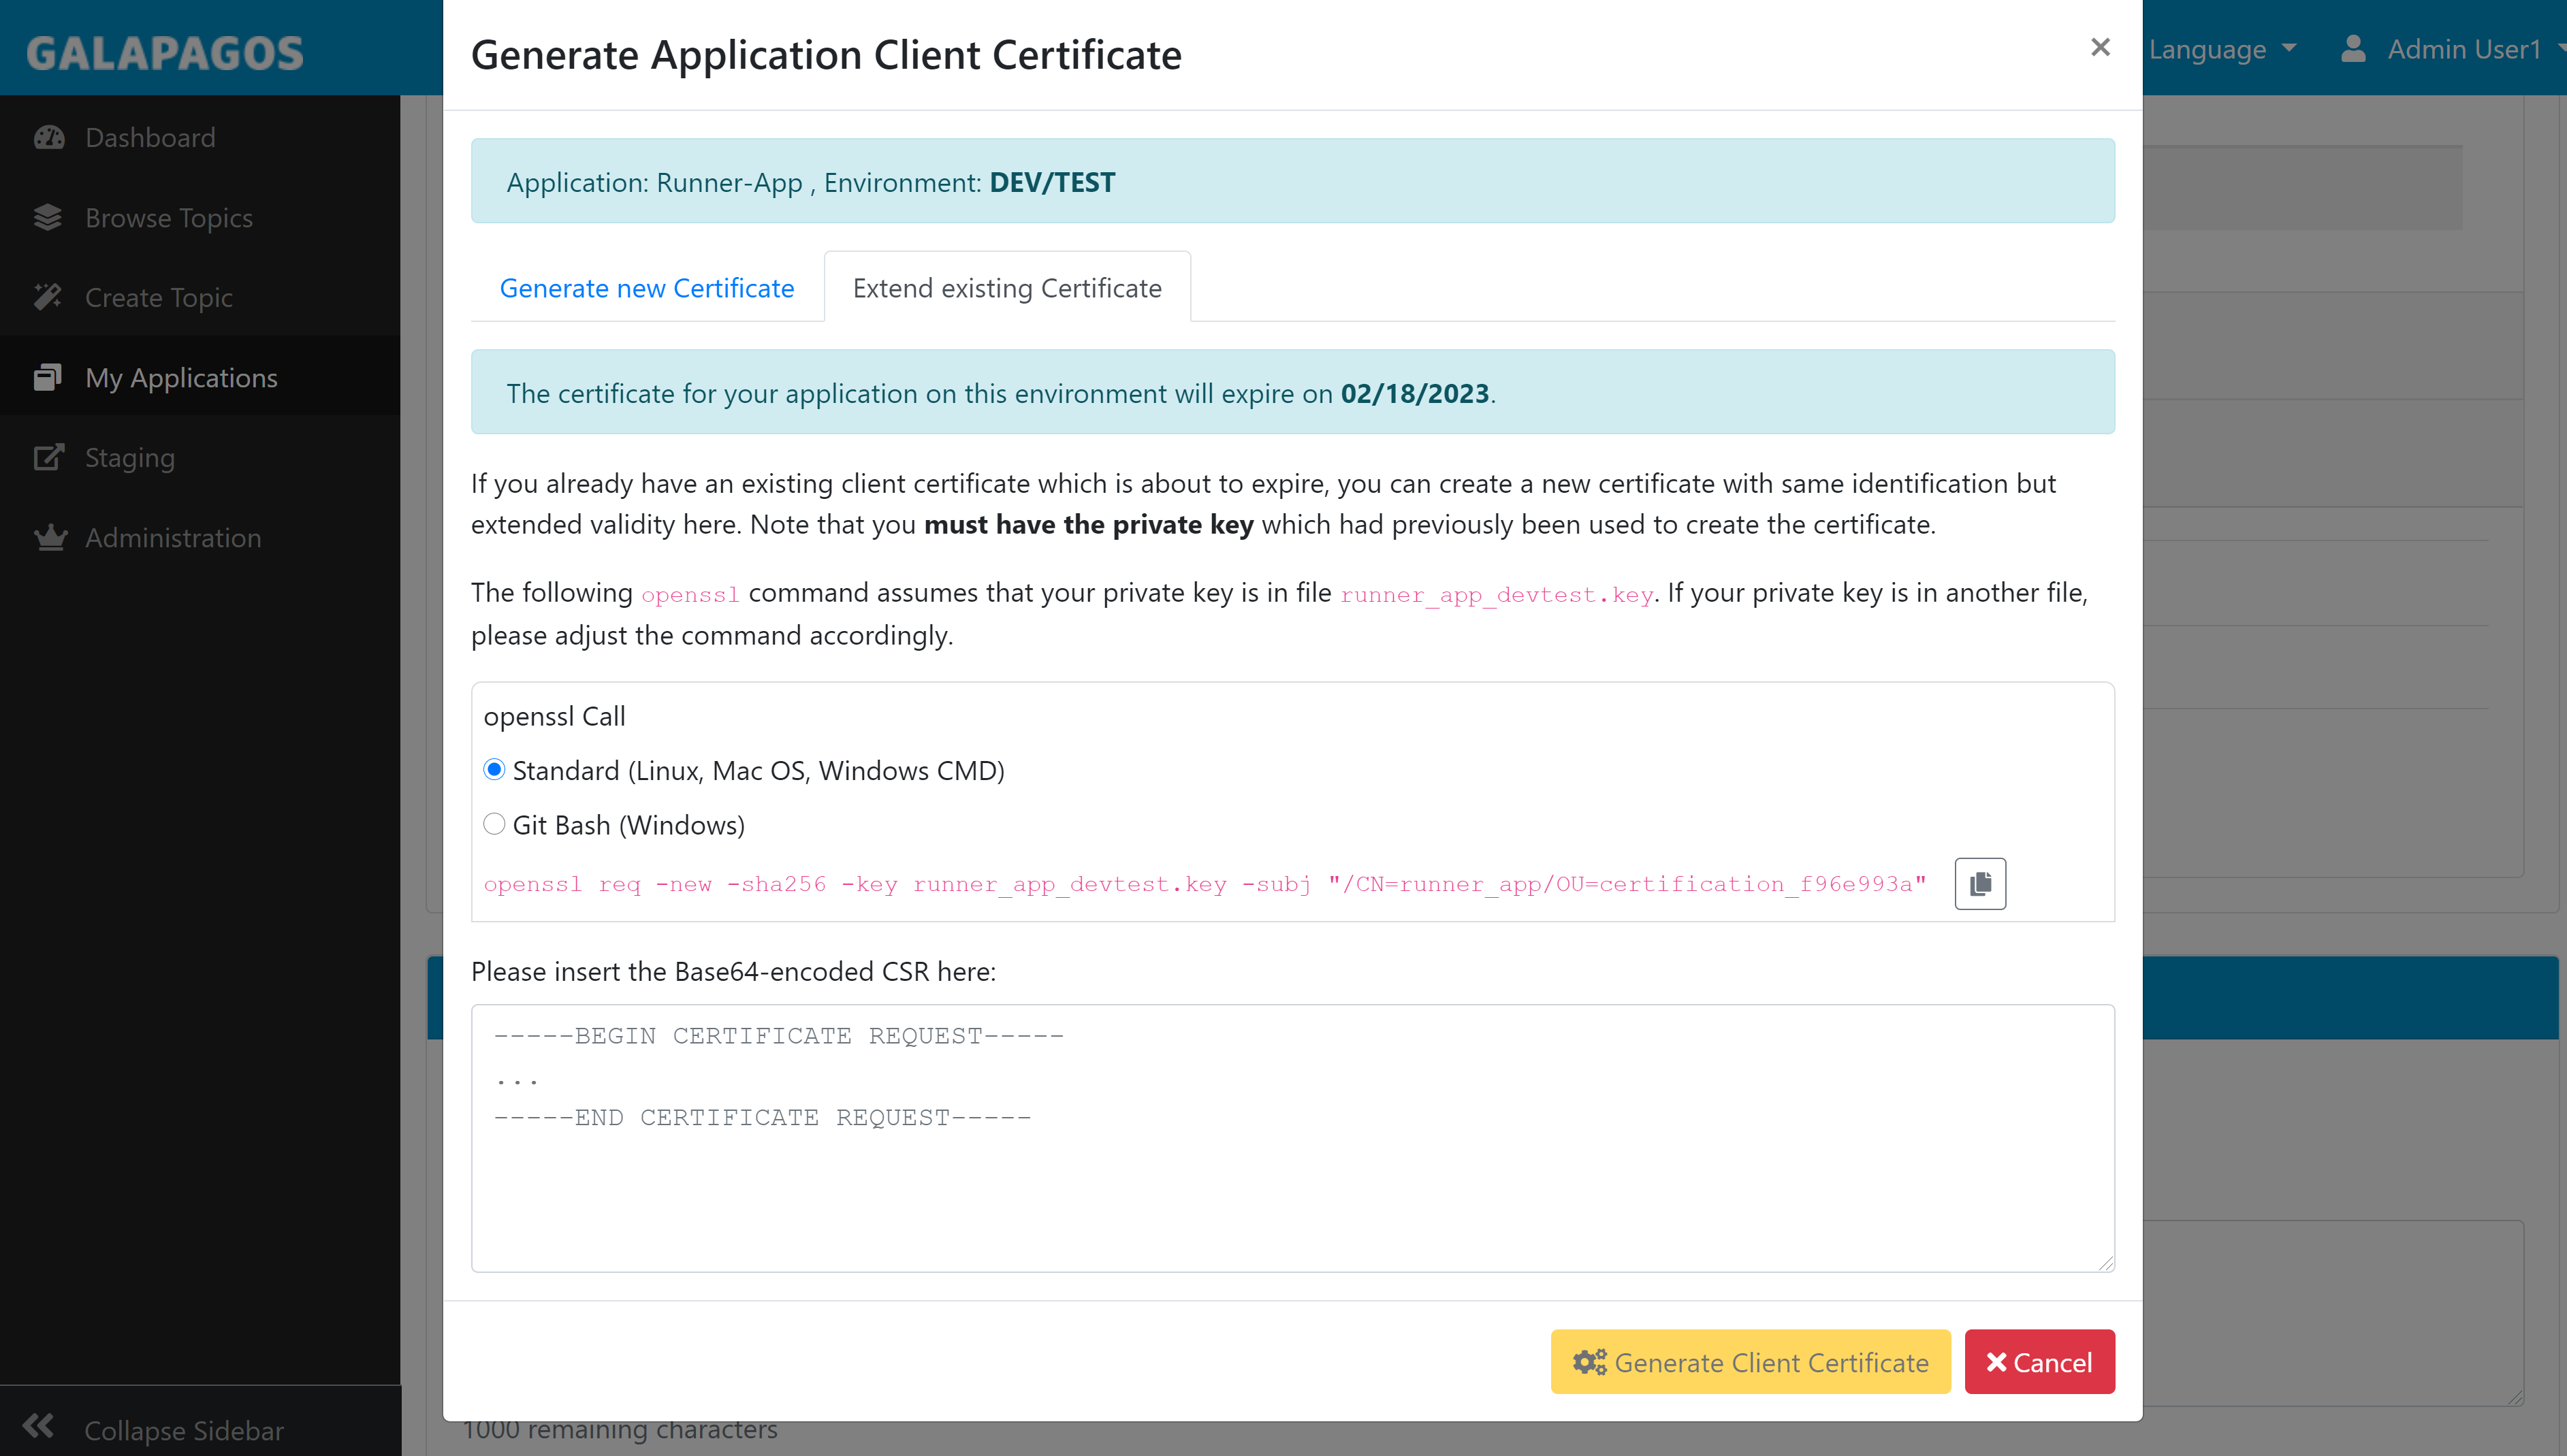 GALAPAGOS
Language
Admin User1
Dashboard
Browse Topics
Create Topic
My Applications
Staging
Administration
Collapse Sidebar
Generate Application Client Certificate
Application: Runner-App , Environment: DEV/TEST
Generate new Certificate
Extend existing Certificate
The certificate for your application on this environment will expire on 02/18/2023.
If you already have an existing client certificate which is about to expire, you can create a new certificate with same identification but
extended validity here. Note that you must have the private key which had previously been used to create the certificate.
The following openssl command assumes that your private key is in file runner_app_devtest.key. If your private key is in another file,
please adjust the command accordingly.
openssl Call
Standard (Linux, Mac OS, Windows CMD)
Git Bash (Windows)
openssl req -new -sha256 -key runner_app_devtest.key -subj "/CN=runner_app/OU=certification_f96e993a"
Please insert the Base64-encoded CSR here:
-----BEGIN CERTIFICATE REQUEST-----
...
-----END CERTIFICATE REQUEST-----
Generate Client Certificate
Cancel
1000 remaining characters